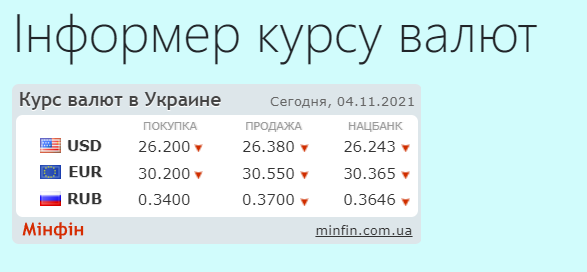 Інформер курсу валют
Курс валют в Украине Сегодня, 04.11.2021
ПОКУПКА ПРОДАЖА НАЦБАНК
USD 26.200 26.380 26.243
EUR 30.200 30.550 30.365
RUB 0.3400 0.3700 0.3646
Мінфін minfin.com.ua